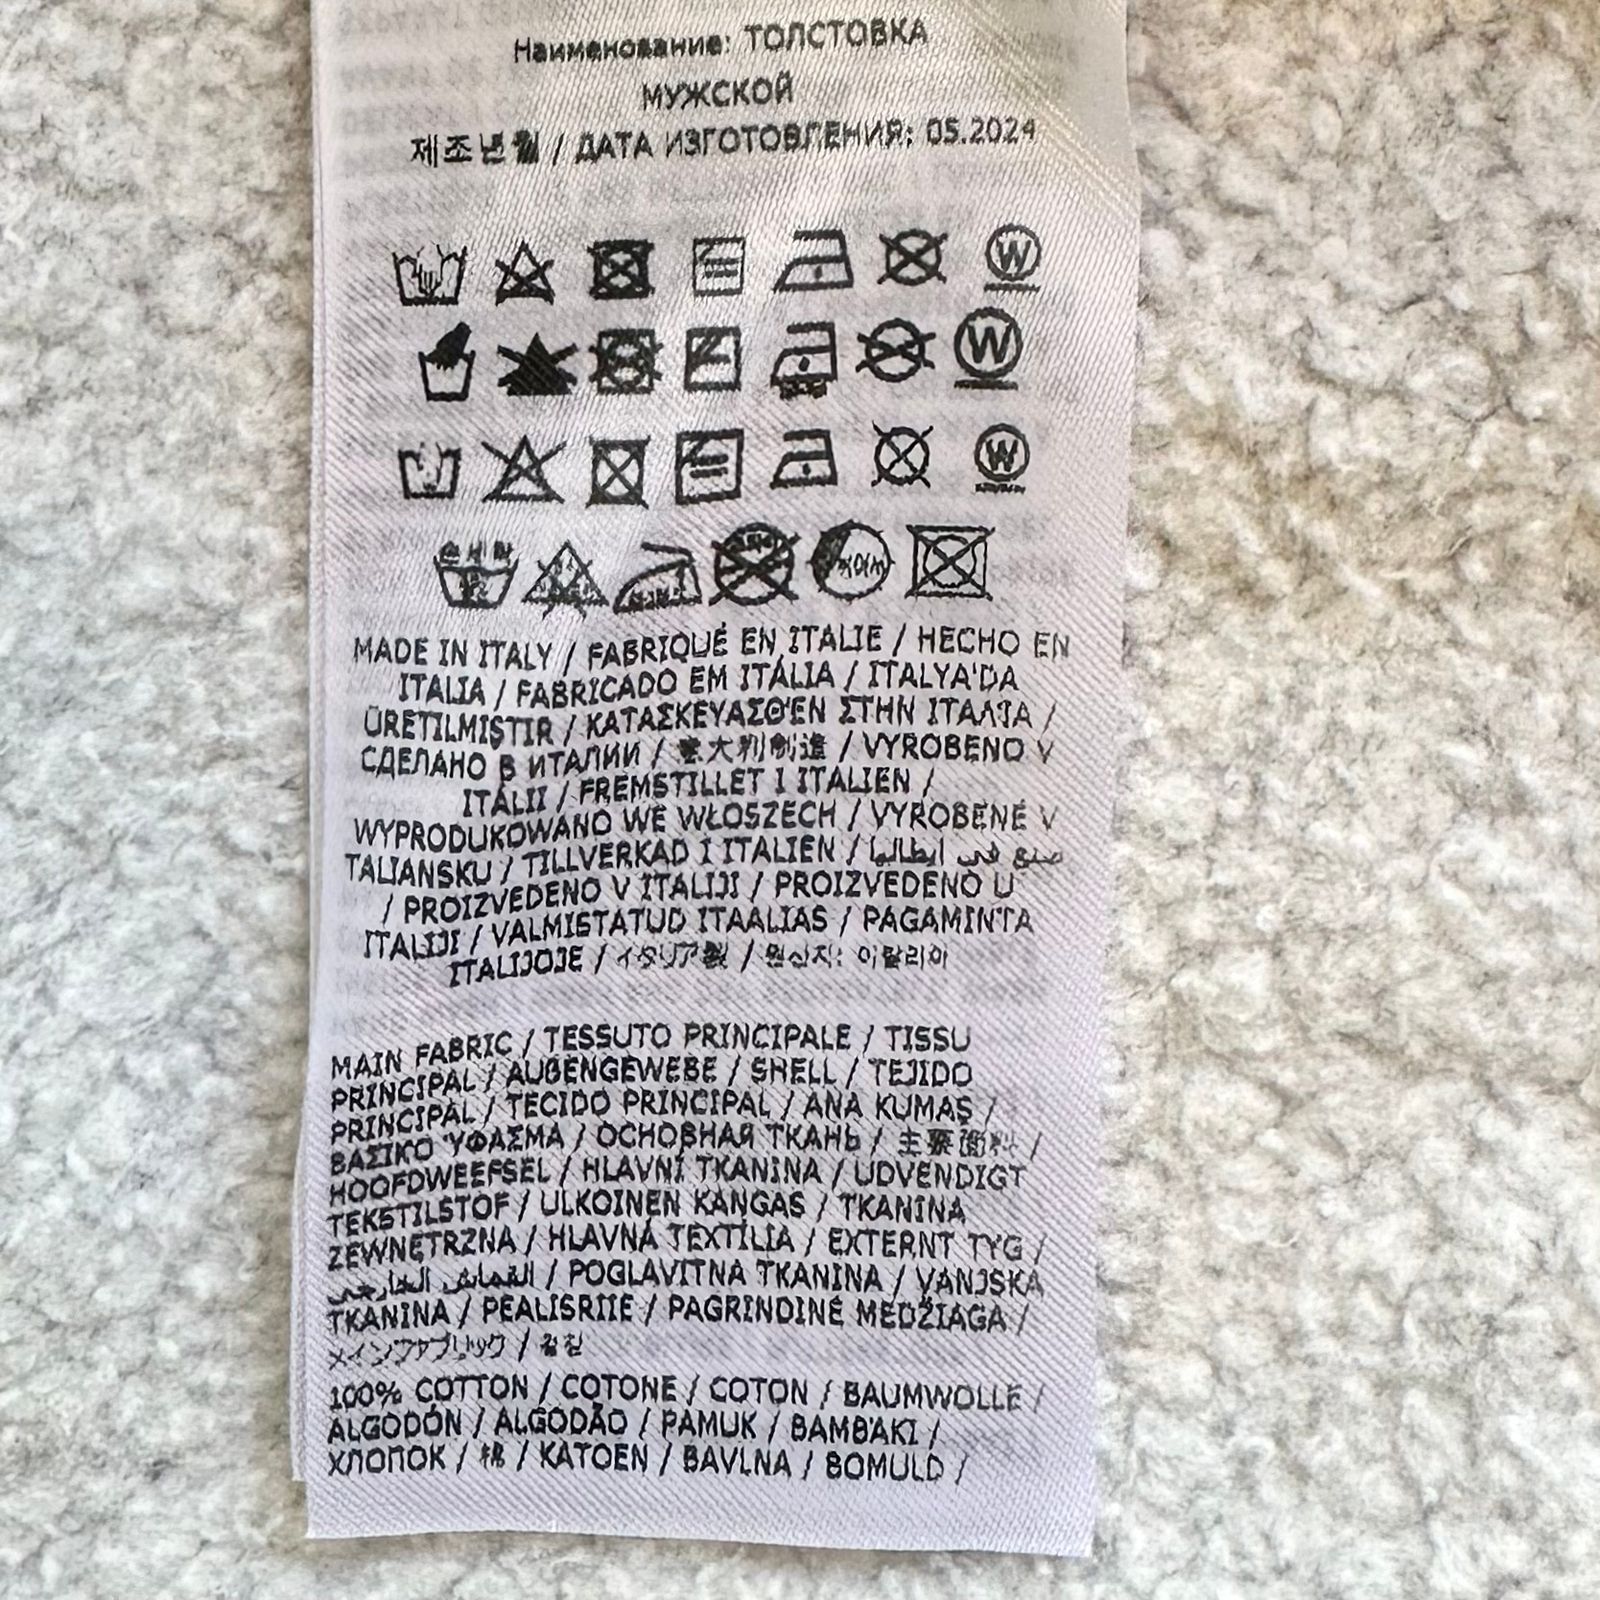 Наименование: ТОЛСТОВКА
МУЖСКОЙ
제조년월 / ДАТА ИЗГОТОВЛЕНИЯ: 05.2024
W
W
W
MADE IN ITALY / FABRIQUÉ EN ITALIE / HECHO EN
ITALIA / FABRICADO EM ITÁLIA / ITALYA'DA
ÜRETILMIŞTIR / ΚΑΤΑΣΚΕΥΑΣΘ'ΕΝ ΣΤΗΝ ΙΤΑΛΊΑ /
СДЕЛАНО В ИТАЛИИ / 意大利制造 / VYROBENO V
ITÁLII / FREMSTILLET I ITALIEN /
WYPRODUKOWANO WE WŁOSZECH / VYROBENÉ V
TALIANSKU / TILLVERKAD I ITALIEN / صنع في ايطاليا
/ PROIZVEDENO V ITALIJI / PROIZVEDENO U
ITALIJI / VALMISTATUD ITAALIAS / PAGAMINTA
ITALIJOJE / イタリア製 / 원산지: 이탈리아
MAIN FABRIC / TESSUTO PRINCIPALE / TISSU
PRINCIPAL / AUßENGEWEBE / SHELL / TEJIDO
PRINCIPAL / TECIDO PRINCIPAL / ANA KUMAŞ /
ΒΑΣΙΚΌ ΎΦΑΣΜΑ / ОСНОВНАЯ ТКАНЬ / 主要面料 /
HOOFDWEEFSEL / HLAVNÍ TKANINA / UDVENDIGT
TEKSTILSTOF / ULKOINEN KANGAS / TKANINA
ZEWNĘTRZNA / HLAVNÁ TEXTÍLIA / EXTERNT TYG /
القماش الخارجي / POGLAVITNA TKANINA / VANJSKA
TKANINA / PEALISRIIE / PAGRINDINĖ MEDŽIAGA /
メインファブリック / 겉감
100% COTTON / COTONE / COTON / BAUMWOLLE /
ALGODÓN / ALGODÃO / PAMUK / ΒΑΜΒΆΚΙ /
ХЛОПОК / 棉 / KATOEN / BAVLNA / BOMULD /